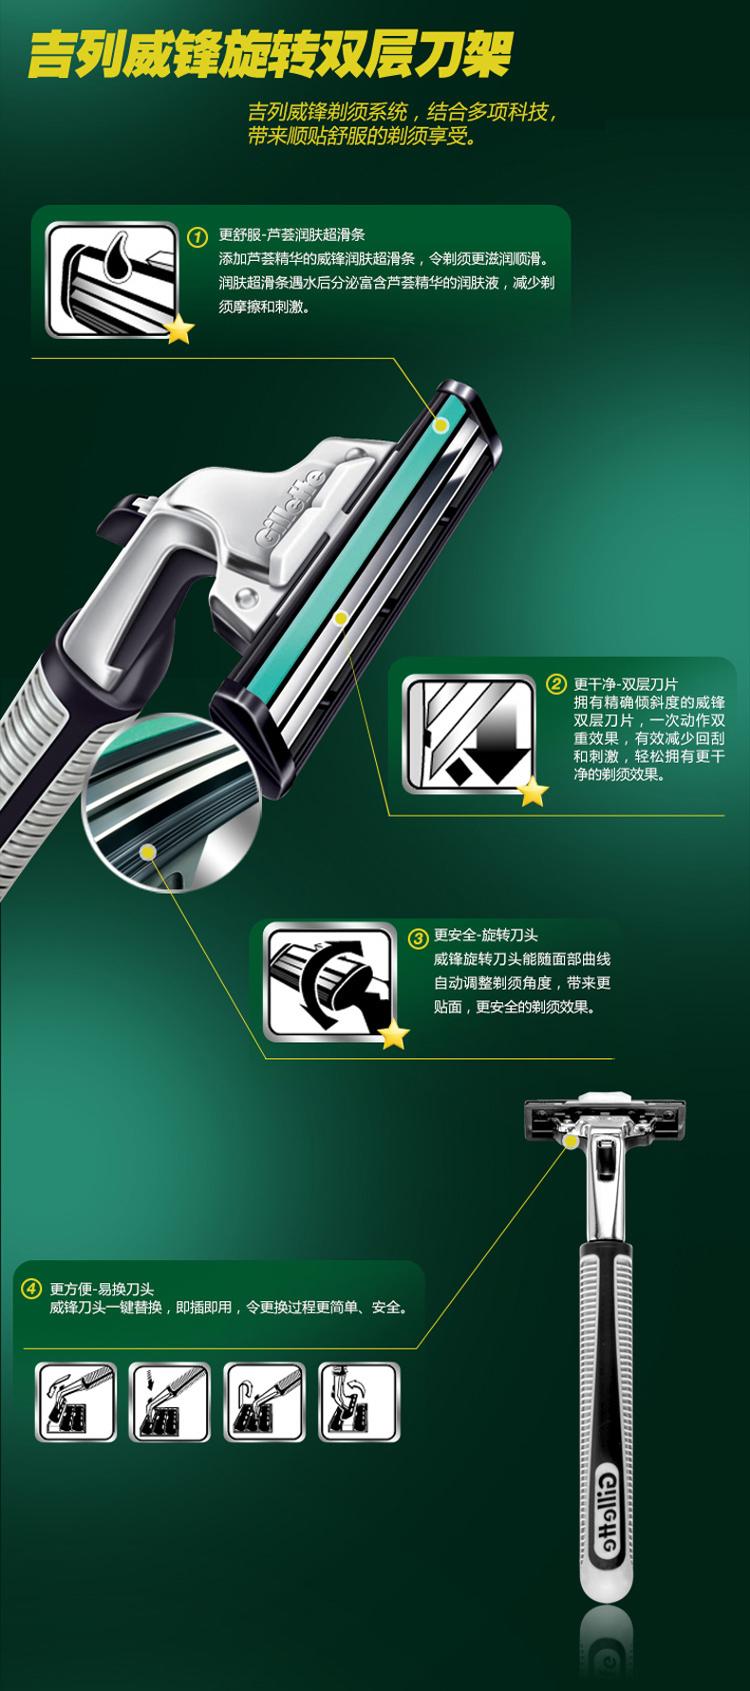 吉列威锋旋转双层刀架
吉列威锋剃须系统，结合多项科技，
带来顺贴舒服的剃须享受。
1 更舒服-芦荟润肤超滑条
添加芦荟精华的威锋润肤超滑条，令剃须更滋润顺滑。
润肤超滑条遇水后分泌富含芦荟精华的润肤液，减少剃
须摩擦和刺激。
Gillette
2 更干净-双层刀片
拥有精确倾斜度的威锋
双层刀片，一次动作双
重效果，有效减少回刮
和刺激，轻松拥有更干
净的剃须效果。
3 更安全-旋转刀头
威锋旋转刀头能随面部曲线
自动调整剃须角度，带来更
贴面，更安全的剃须效果。
4 更方便-易换刀头
威锋刀头一键替换，即插即用，令更换过程更简单、安全。
Gillette